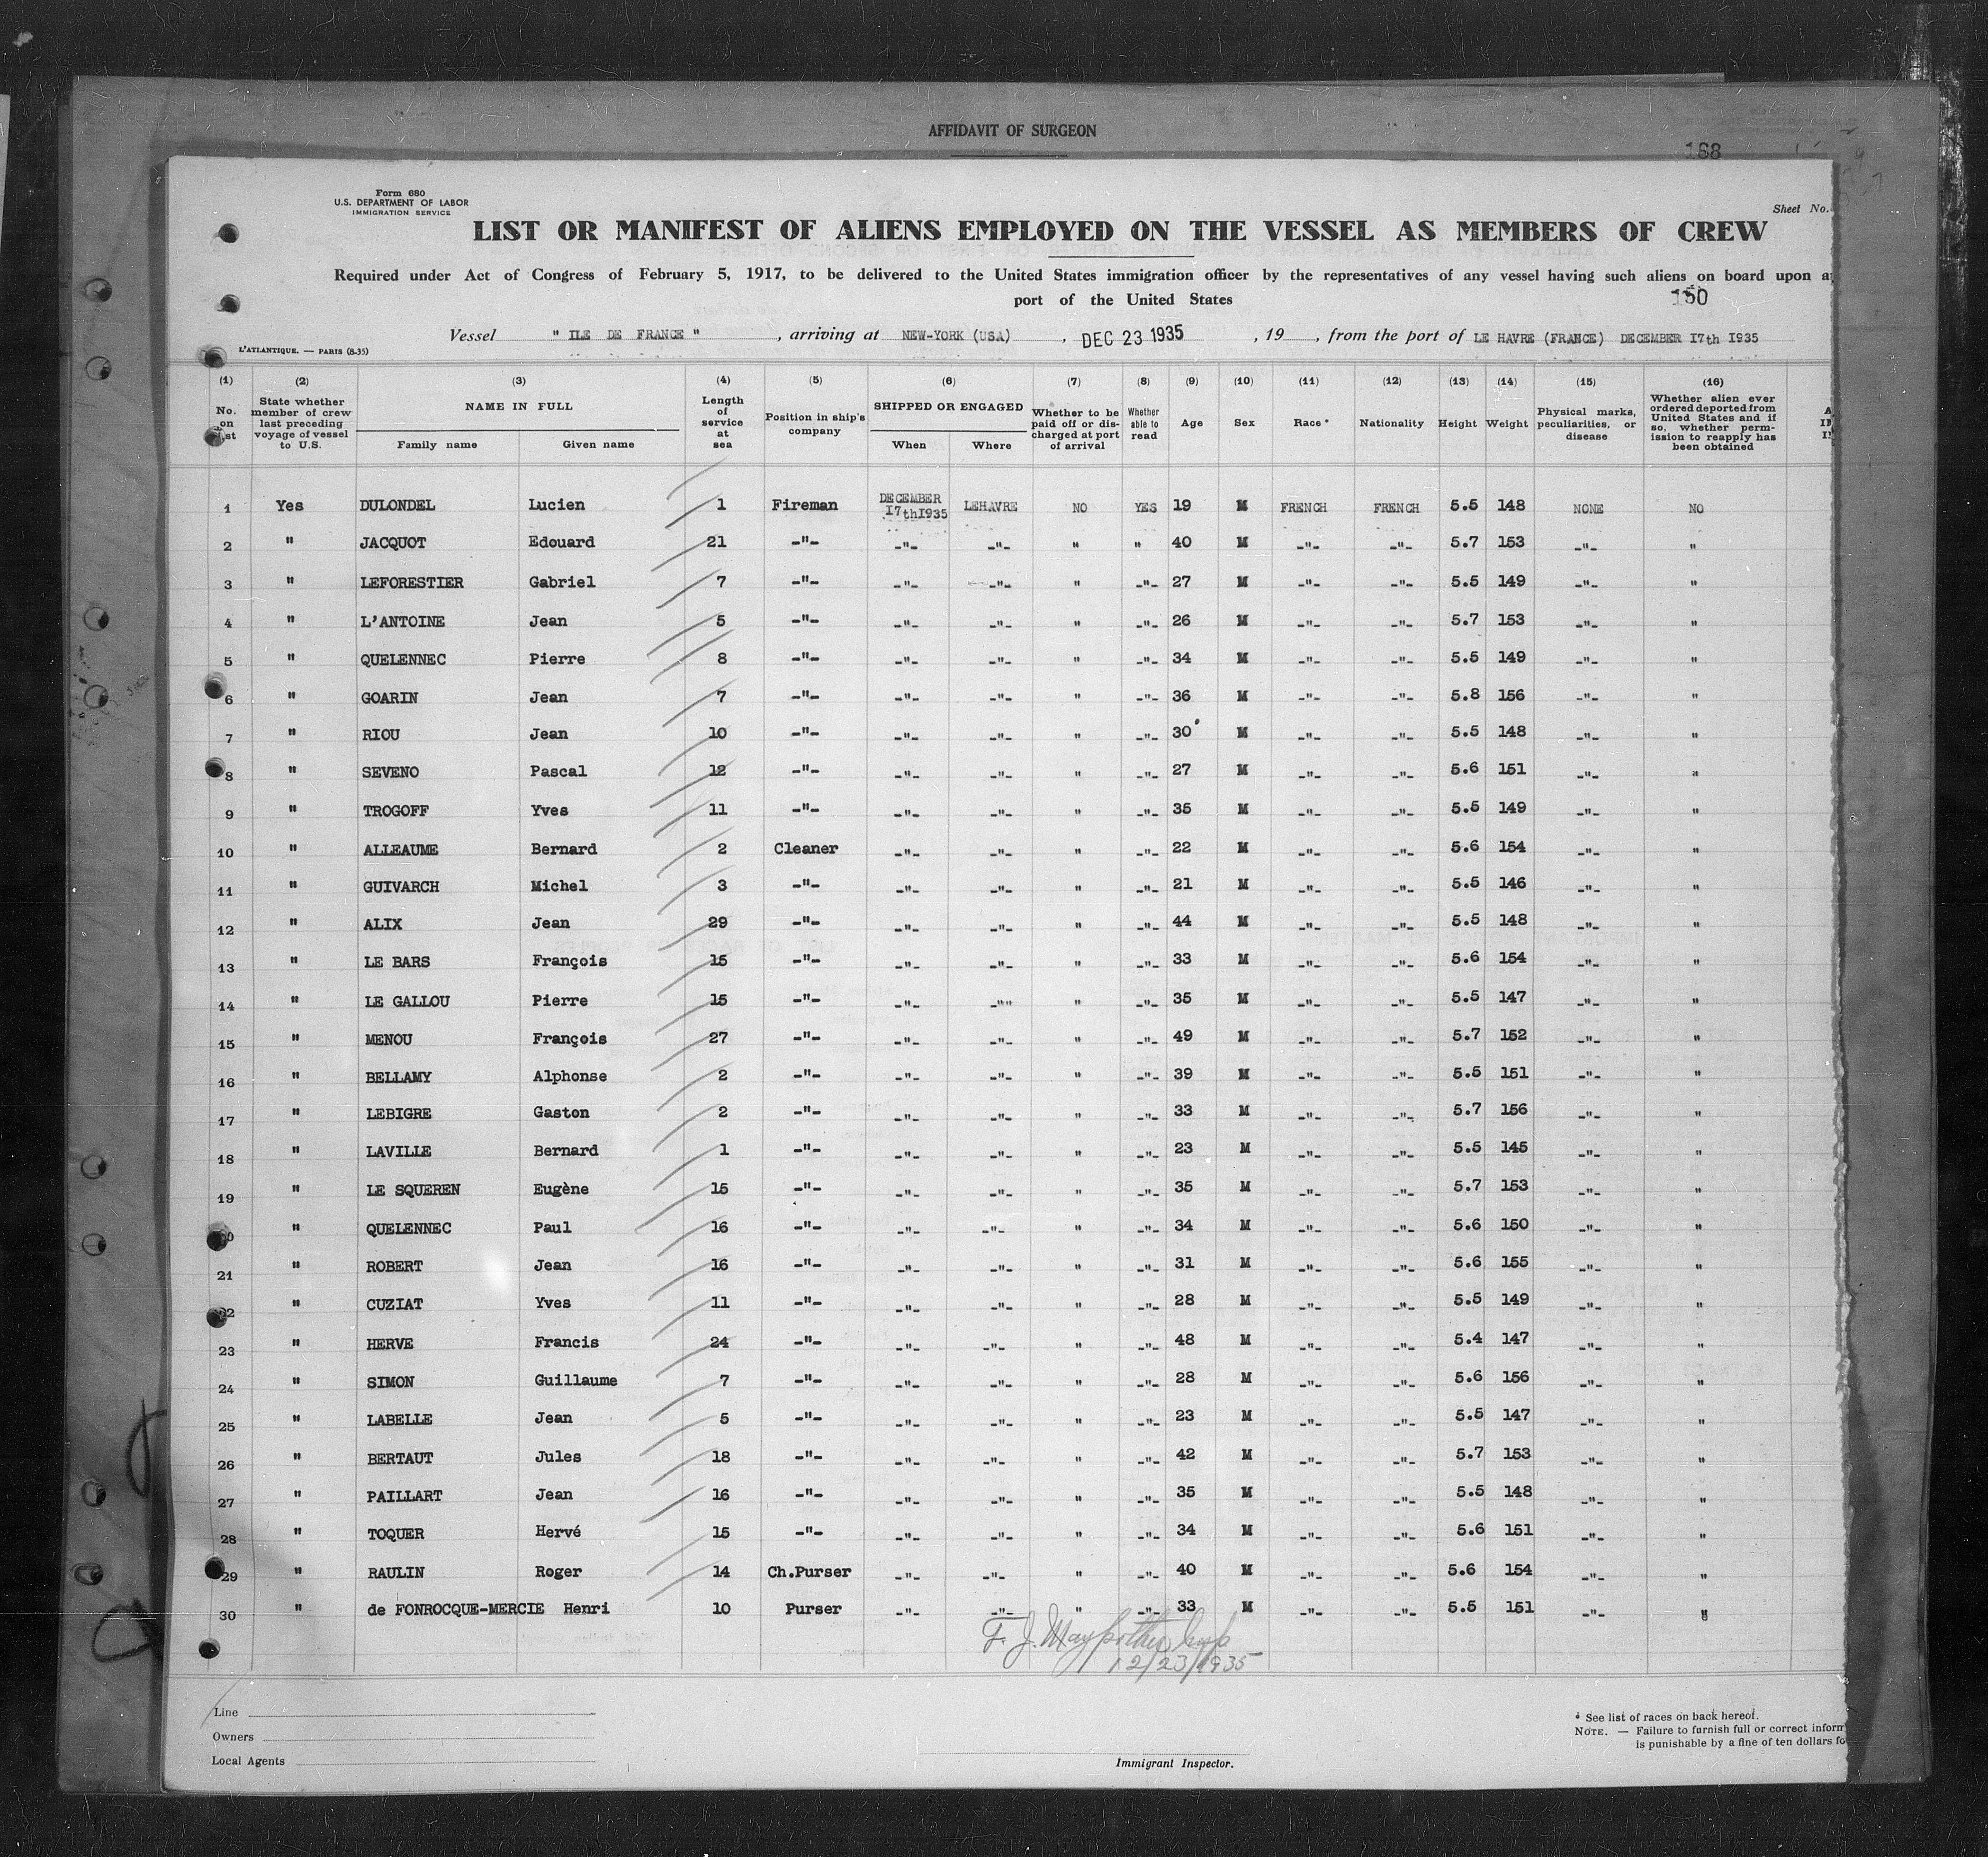 AFFIDAVIT OF SURGEON
168
Form 680
U.S. DEPARTMENT OF LABOR
IMMIGRATION SERVICE
Sheet No.
LIST OR MANIFEST OF ALIENS EMPLOYED ON THE VESSEL AS MEMBERS OF CREW
Required under Act of Congress of February 5, 1917, to be delivered to the United States immigration officer by the representatives of any vessel having such aliens on board upon
port of the United States
150
Vessel " ILE DE FRANCE " , arriving at NEW-YORK (USA) , DEC 23 1935 , 19 , from the port of LE HAVRE (FRANCE) DECEMBER 17th 1935
L'ATLANTIQUE. — PARIS (8-35)
(1) (2) (3) (4) (5) (6) (7) (8) (9) (10) (11) (12) (13) (14) (15) (16)
No. on list State whether member of crew last preceding voyage of vessel to U.S. NAME IN FULL Family name Given name Length of service at sea Position in ship's company SHIPPED OR ENGAGED When Where Whether to be paid off or discharged at port of arrival Whether able to read Age Sex Race * Nationality Height Weight Physical marks, peculiarities, or disease Whether alien ever ordered deported from United States and if so, whether permission to reapply has been obtained
1 Yes DULONDEL Lucien 1 Fireman DECEMBER 17th1935 LEHAVRE NO YES 19 M FRENCH FRENCH 5.5 148 NONE NO
2 " JACQUOT Edouard 21 -"- -"- -"- " " 40 M -"- -"- 5.7 153 -"- "
3 " LEFORESTIER Gabriel 7 -"- -"- -"- " -"- 27 M -"- -"- 5.5 149 -"- "
4 " L'ANTOINE Jean 5 -"- -"- -"- " -"- 26 M -"- -"- 5.7 153 -"- "
5 " QUELENNEC Pierre 8 -"- -"- -"- " -"- 34 M -"- -"- 5.5 149 -"- "
6 " GOARIN Jean 7 -"- -"- -"- " -"- 36 M -"- -"- 5.8 156 -"- "
7 " RIOU Jean 10 -"- -"- -"- " -"- 30 M -"- -"- 5.5 148 -"- "
8 " SEVENO Pascal 12 -"- -"- -"- " -"- 27 M -"- -"- 5.6 151 -"- "
9 " TROGOFF Yves 11 -"- -"- -"- " -"- 35 M -"- -"- 5.5 149 -"- "
10 " ALLEAUME Bernard 2 Cleaner -"- -"- " -"- 22 M -"- -"- 5.6 154 -"- "
11 " GUIVARCH Michel 3 -"- -"- -"- " -"- 21 M -"- -"- 5.5 146 -"- "
12 " ALIX Jean 29 -"- -"- -"- " -"- 44 M -"- -"- 5.5 148 -"- "
13 " LE BARS François 15 -"- -"- -"- " -"- 33 M -"- -"- 5.6 154 -"- "
14 " LE GALLOU Pierre 15 -"- -"- -"" " -"- 35 M -"- -"- 5.5 147 -"- "
15 " MENOU François 27 -"- -"- -"- " -"- 49 M -"- -"- 5.7 152 -"- "
16 " BELLAMY Alphonse 2 -"- -"- -"- " -"- 39 M -"- -"- 5.5 151 -"- "
17 " LEBIGRE Gaston 2 -"- -"- -"- " -"- 33 M -"- -"- 5.7 156 -"- "
18 " LAVILLE Bernard 1 -"- -"- -"- " -"- 23 M -"- -"- 5.5 145 -"- "
19 " LE SQUEREN Eugène 15 -"- -"- -"- " -"- 35 M -"- -"- 5.7 153 -"- "
20 " QUELENNEC Paul 16 -"- -"- -"- " -"- 34 M -"- -"- 5.6 150 -"- "
21 " ROBERT Jean 16 -"- -"- -"- " -"- 31 M -"- -"- 5.6 155 -"- "
22 " CUZIAT Yves 11 -"- -"- -"- " -"- 28 M -"- -"- 5.5 149 -"- "
23 " HERVE Francis 24 -"- -"- -"- " -"- 48 M -"- -"- 5.4 147 -"- "
24 " SIMON Guillaume 7 -"- -"- -"- " -"- 28 M -"- -"- 5.6 156 -"- "
25 " LABELLE Jean 5 -"- -"- -"- " -"- 23 M -"- -"- 5.5 147 -"- "
26 " BERTAUT Jules 18 -"- -"- -"- " -"- 42 M -"- -"- 5.7 153 -"- "
27 " PAILLART Jean 16 -"- -"- -"- " -"- 35 M -"- -"- 5.5 148 -"- "
28 " TOQUER Hervé 15 -"- -"- -"- " -"- 34 M -"- -"- 5.6 151 -"- "
29 " RAULIN Roger 14 Ch.Purser -"- -"- " -"- 40 M -"- -"- 5.6 154 -"- "
30 " de FONROCQUE-MERCIE Henri 10 Purser -"- -"- " -"- 33 M -"- -"- 5.5 151 -"- "
F. J. Insp
12/23/1935
Line
Owners
Local Agents
Immigrant Inspector.
* See list of races on back hereof.
NOTE. — Failure to furnish full or correct
is punishable by a fine of ten dollars